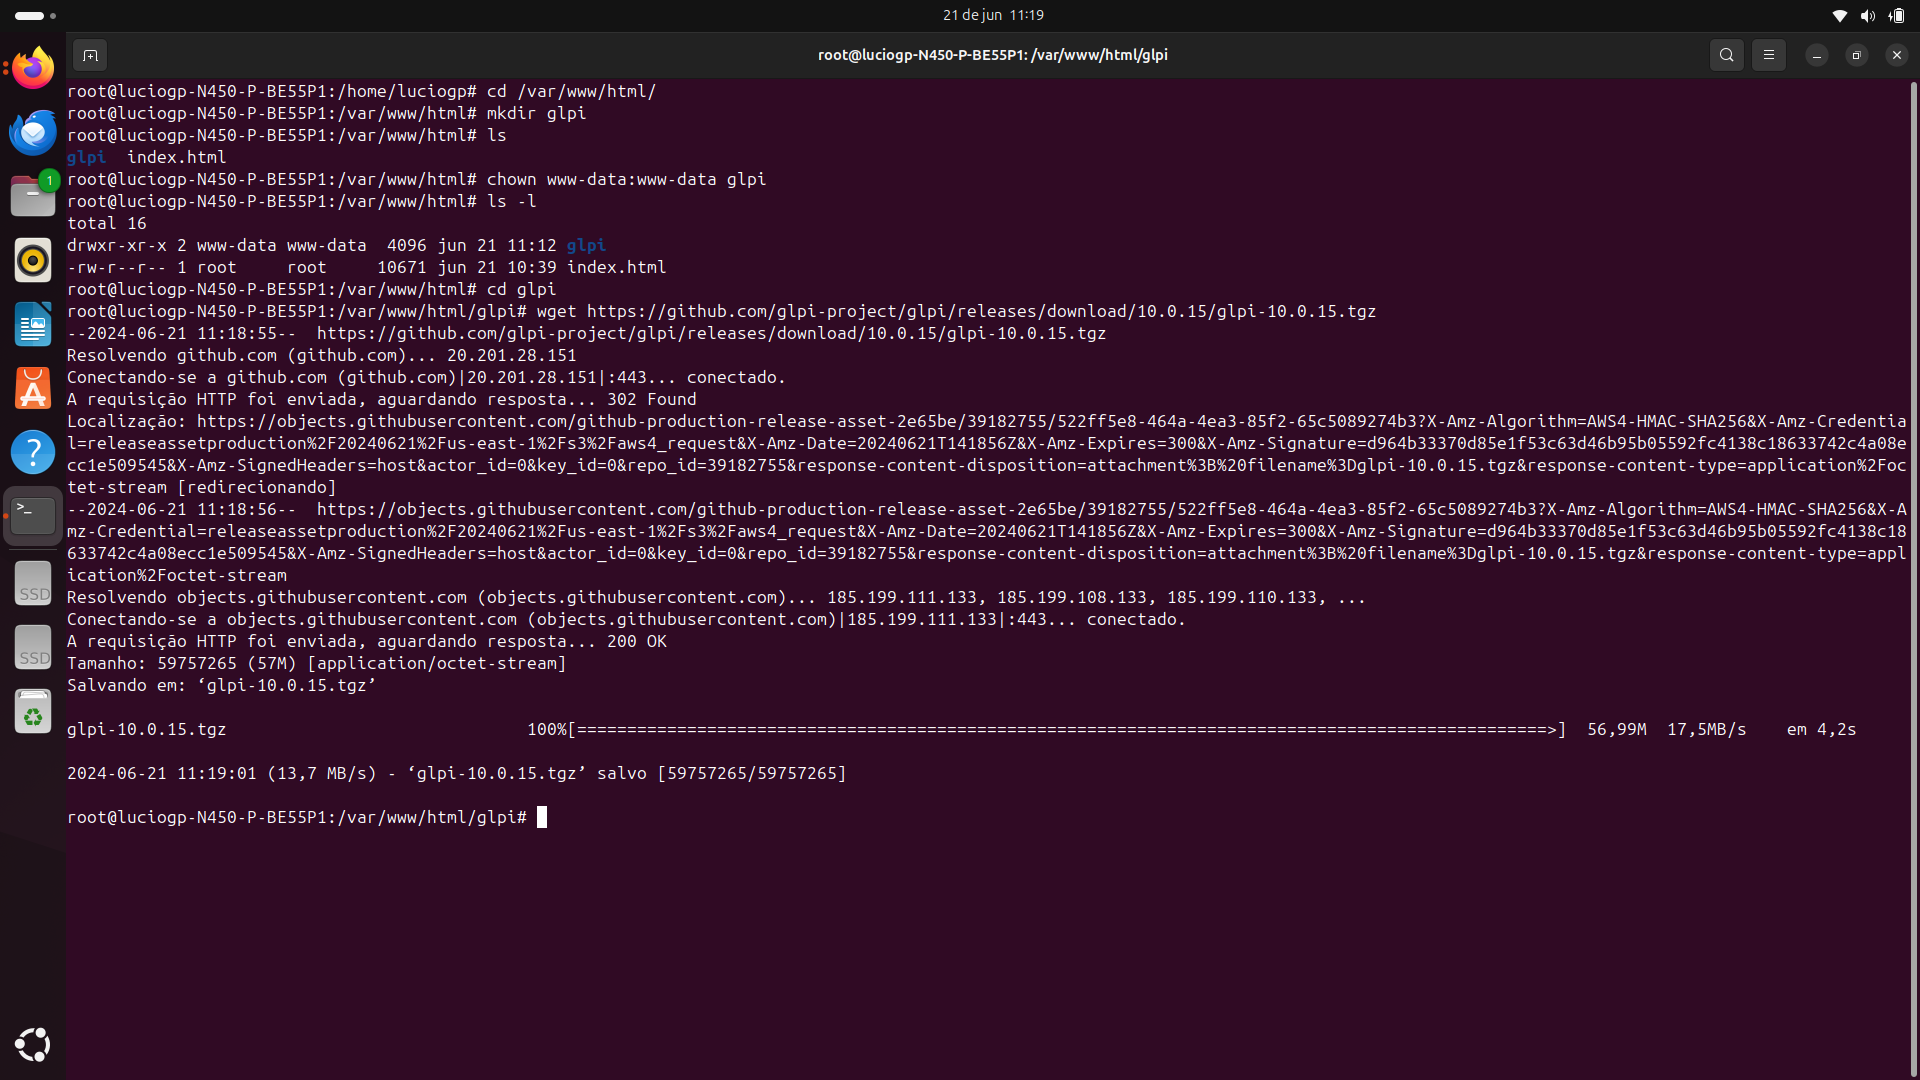 21 de jun 11:19
root@luciogp-N450-P-BE55P1: /var/www/html/glpi
root@luciogp-N450-P-BE55P1:/home/luciogp# cd /var/www/html/
root@luciogp-N450-P-BE55P1:/var/www/html# mkdir glpi
root@luciogp-N450-P-BE55P1:/var/www/html# ls
glpi  index.html
root@luciogp-N450-P-BE55P1:/var/www/html# chown www-data:www-data glpi
root@luciogp-N450-P-BE55P1:/var/www/html# ls -l
total 16
drwxr-xr-x 2 www-data www-data  4096 jun 21 11:12 glpi
-rw-r--r-- 1 root     root     10671 jun 21 10:39 index.html
root@luciogp-N450-P-BE55P1:/var/www/html# cd glpi
root@luciogp-N450-P-BE55P1:/var/www/html/glpi# wget https://github.com/glpi-project/glpi/releases/download/10.0.15/glpi-10.0.15.tgz
--2024-06-21 11:18:55--  https://github.com/glpi-project/glpi/releases/download/10.0.15/glpi-10.0.15.tgz
Resolvendo github.com (github.com)... 20.201.28.151
Conectando-se a github.com (github.com)|20.201.28.151|:443... conectado.
A requisição HTTP foi enviada, aguardando resposta... 302 Found
Localização: https://objects.githubusercontent.com/github-production-release-asset-2e65be/39182755/522ff5e8-464a-4ea3-85f2-65c5089274b3?X-Amz-Algorithm=AWS4-HMAC-SHA256&X-Amz-Credentia
l=releaseassetproduction%2F20240621%2Fus-east-1%2Fs3%2Faws4_request&X-Amz-Date=20240621T141856Z&X-Amz-Expires=300&X-Amz-Signature=d964b33370d85e1f53c63d46b95b05592fc4138c18633742c4a08e
cc1e509545&X-Amz-SignedHeaders=host&actor_id=0&key_id=0&repo_id=39182755&response-content-disposition=attachment%3B%20filename%3Dglpi-10.0.15.tgz&response-content-type=application%2Foc
tet-stream [redirecionando]
--2024-06-21 11:18:56--  https://objects.githubusercontent.com/github-production-release-asset-2e65be/39182755/522ff5e8-464a-4ea3-85f2-65c5089274b3?X-Amz-Algorithm=AWS4-HMAC-SHA256&X-A
mz-Credential=releaseassetproduction%2F20240621%2Fus-east-1%2Fs3%2Faws4_request&X-Amz-Date=20240621T141856Z&X-Amz-Expires=300&X-Amz-Signature=d964b33370d85e1f53c63d46b95b05592fc4138c18
633742c4a08ecc1e509545&X-Amz-SignedHeaders=host&actor_id=0&key_id=0&repo_id=39182755&response-content-disposition=attachment%3B%20filename%3Dglpi-10.0.15.tgz&response-content-type=appl
ication%2Foctet-stream
Resolvendo objects.githubusercontent.com (objects.githubusercontent.com)... 185.199.111.133, 185.199.108.133, 185.199.110.133, ...
Conectando-se a objects.githubusercontent.com (objects.githubusercontent.com)|185.199.111.133|:443... conectado.
A requisição HTTP foi enviada, aguardando resposta... 200 OK
Tamanho: 59757265 (57M) [application/octet-stream]
Salvando em: ‘glpi-10.0.15.tgz’
glpi-10.0.15.tgz                              100%[=================================================================================================>]  56,99M  17,5MB/s    em 4,2s
2024-06-21 11:19:01 (13,7 MB/s) - ‘glpi-10.0.15.tgz’ salvo [59757265/59757265]
root@luciogp-N450-P-BE55P1:/var/www/html/glpi#
1
?
>_
SSD
SSD